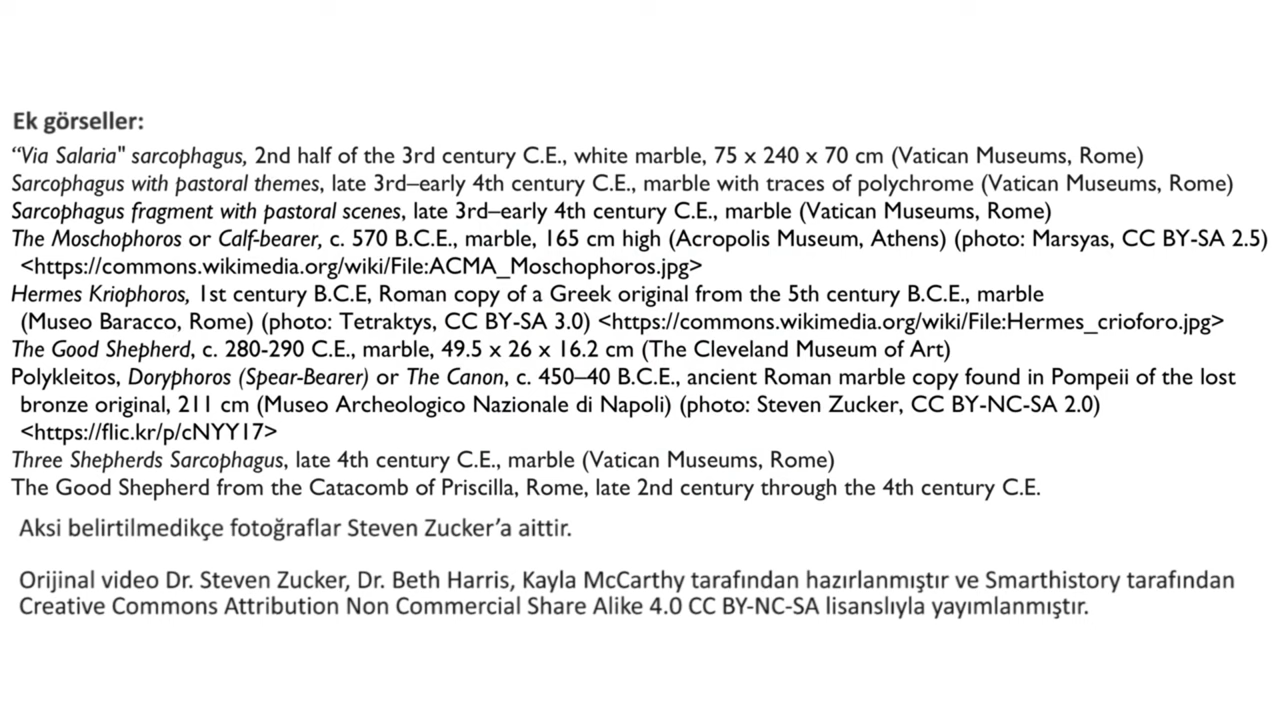 Ek görseller:
“Via Salaria" sarcophagus, 2nd half of the 3rd century C.E., white marble, 75 x 240 x 70 cm (Vatican Museums, Rome)
Sarcophagus with pastoral themes, late 3rd–early 4th century C.E., marble with traces of polychrome (Vatican Museums, Rome)
Sarcophagus fragment with pastoral scenes, late 3rd–early 4th century C.E., marble (Vatican Museums, Rome)
The Moschophoros or Calf-bearer, c. 570 B.C.E., marble, 165 cm high (Acropolis Museum, Athens) (photo: Marsyas, CC BY-SA 2.5)
<https://commons.wikimedia.org/wiki/File:ACMA_Moschophoros.jpg>
Hermes Kriophoros, 1st century B.C.E, Roman copy of a Greek original from the 5th century B.C.E., marble
(Museo Baracco, Rome) (photo: Tetraktys, CC BY-SA 3.0) <https://commons.wikimedia.org/wiki/File:Hermes_crioforo.jpg>
The Good Shepherd, c. 280-290 C.E., marble, 49.5 x 26 x 16.2 cm (The Cleveland Museum of Art)
Polykleitos, Doryphoros (Spear-Bearer) or The Canon, c. 450–40 B.C.E., ancient Roman marble copy found in Pompeii of the lost
bronze original, 211 cm (Museo Archeologico Nazionale di Napoli) (photo: Steven Zucker, CC BY-NC-SA 2.0)
<https://flic.kr/p/cNYY17>
Three Shepherds Sarcophagus, late 4th century C.E., marble (Vatican Museums, Rome)
The Good Shepherd from the Catacomb of Priscilla, Rome, late 2nd century through the 4th century C.E.
Aksi belirtilmedikçe fotoğraflar Steven Zucker’a aittir.
Orijinal video Dr. Steven Zucker, Dr. Beth Harris, Kayla McCarthy tarafından hazırlanmıştır ve Smarthistory tarafından
Creative Commons Attribution Non Commercial Share Alike 4.0 CC BY-NC-SA lisanslıyla yayımlanmıştır.